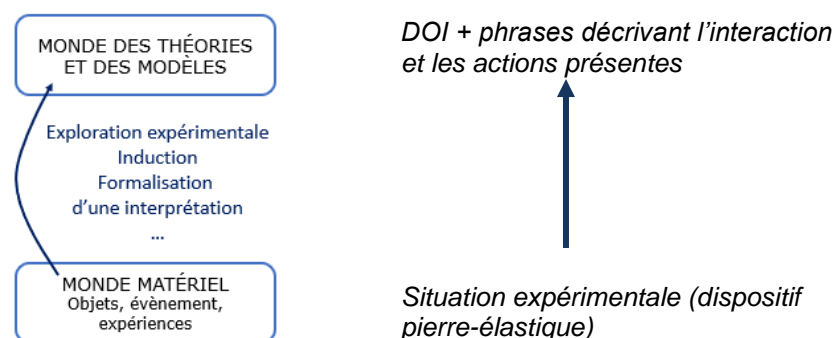 MONDE DES THÉORIES
ET DES MODÈLES
Exploration expérimentale
Induction
Formalisation
d'une interprétation
...
MONDE MATÉRIEL
Objets, évènement,
expériences
DOI + phrases décrivant l'interaction
et les actions présentes
Situation expérimentale (dispositif
pierre-élastique)